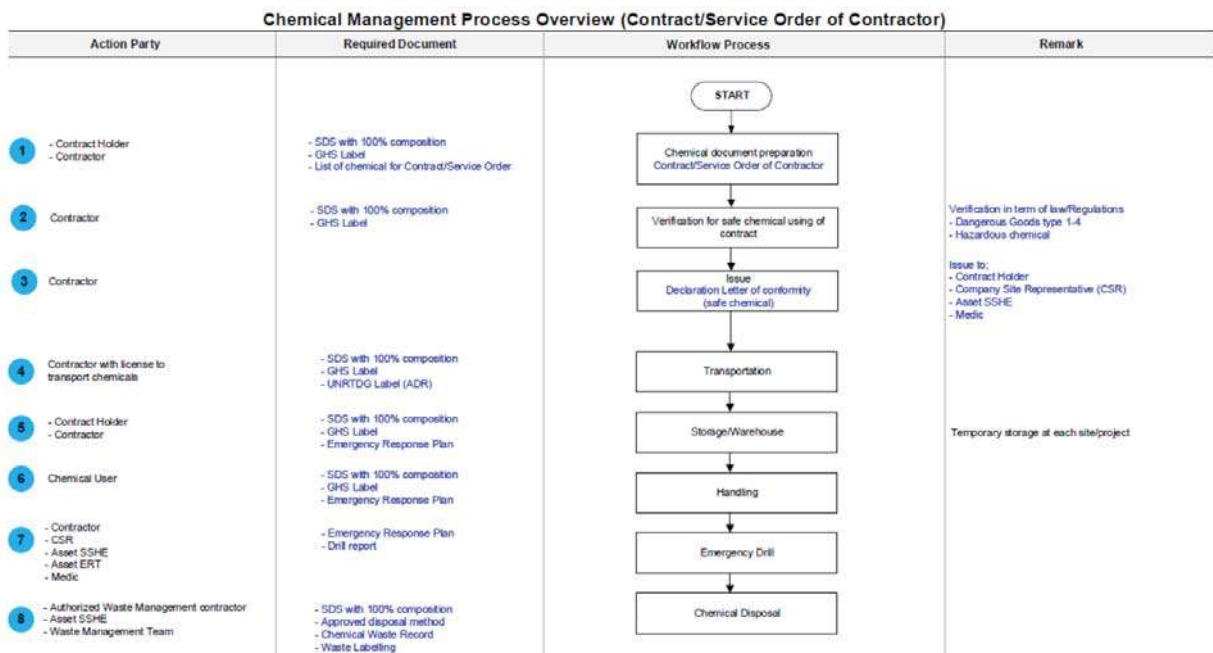 Chemical Management Process Overview (Contract/Service Order of Contractor)
Action Party
Required Document
Workflow Process
Remark
START
1
- Contract Holder
- Contractor
- SDS with 100% composition
- GHS Label
- List of chemical for Contract/Service Order
Chemical document preparation
Contract/Service Order of Contractor
2
Contractor
- SDS with 100% composition
- GHS Label
Verification for safe chemical using of
contract
Verification in term of law/Regulations
- Dangerous Goods type 1-4
- Hazardous chemical
3
Contractor
Issue
Declaration Letter of conformity
(safe chemical)
Issue to;
- Contract Holder
- Company Site Representative (CSR)
- Asset SSHE
- Medic
4
Contractor with license to
transport chemicals
- SDS with 100% composition
- GHS Label
- UNRTDG Label (ADR)
Transportation
5
- Contract Holder
- Contractor
- SDS with 100% composition
- GHS Label
- Emergency Response Plan
Storage/Warehouse
Temporary storage at each site/project
6
Chemical User
- SDS with 100% composition
- GHS Label
- Emergency Response Plan
Handling
7
- Contractor
- CSR
- Asset SSHE
- Asset ERT
- Medic
- Emergency Response Plan
- Drill report
Emergency Drill
8
- Authorized Waste Management contractor
- Asset SSHE
- Waste Management Team
- SDS with 100% composition
- Approved disposal method
- Chemical Waste Record
- Waste Labelling
Chemical Disposal